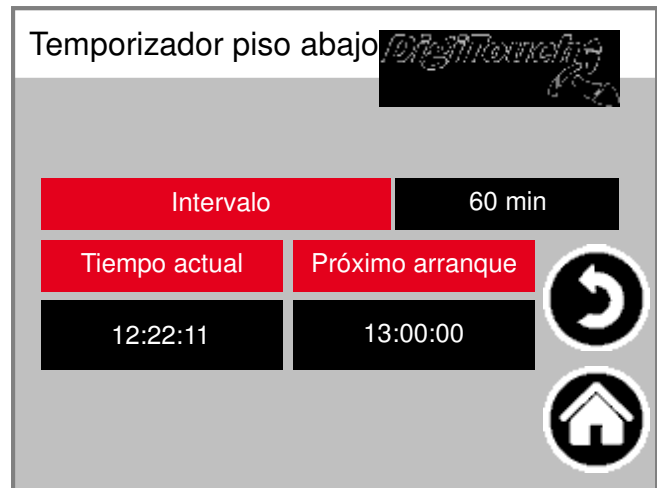 Temporizador piso abajo
DigiTouch
Intervalo
60 min
Tiempo actual
Próximo arranque
12:22:11
13:00:00